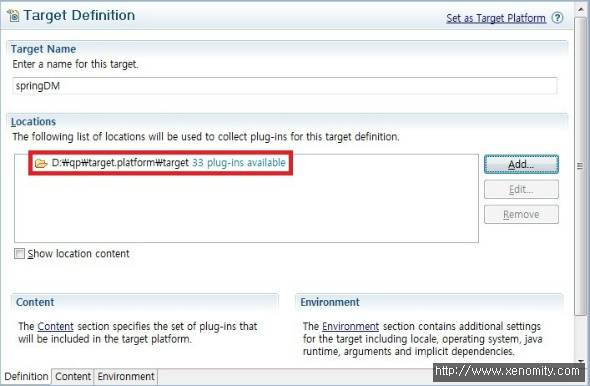 Target Definition
Set as Target Platform
Target Name
Enter a name for this target.
springDM
Locations
The following list of locations will be used to collect plug-ins for this target definition.
D:₩qp₩target.platform₩target 33 plug-ins available
Add...
Edit...
Remove
Show location content
Content
The Content section specifies the set of plug-ins that
will be included in the target platform.
Environment
The Environment section contains additional settings
for the target including locale, operating system, java
runtime, arguments and implicit dependencies.
Definition Content Environment
http://www.xenomity.com